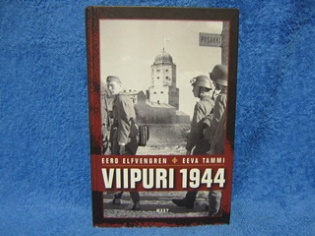 EERO ELFVENGREN ✦ EEVA TAMMI
VIIPURI 1944
WSOY